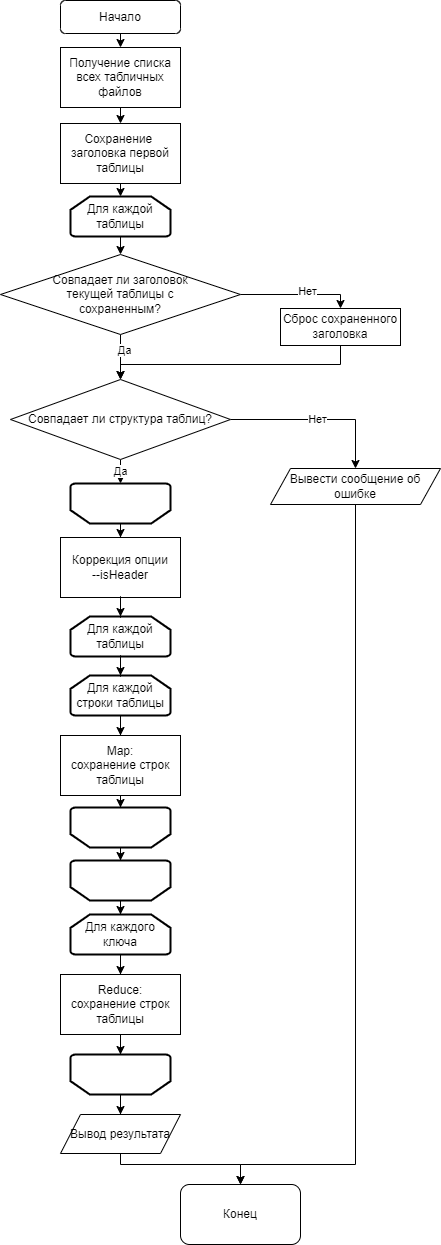 Начало
Получение списка
всех табличных
файлов
Сохранение
заголовка первой
таблицы
Для каждой
таблицы
Совпадает ли заголовок
текущей таблицы с
сохраненным?
Нет
Сброс сохраненного
заголовка
Да
Совпадает ли структура таблиц?
Нет
Да
Вывести сообщение об
ошибке
Коррекция опции
--isHeader
Для каждой
таблицы
Для каждой
строки таблицы
Map:
сохранение строк
таблицы
Для каждого
ключа
Reduce:
сохранение строк
таблицы
Вывод результата
Конец